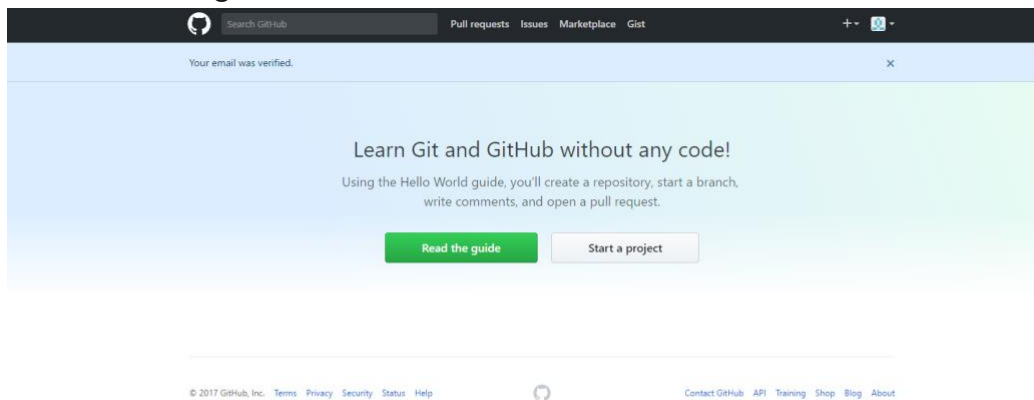 Search GitHub Pull requests Issues Marketplace Gist
Your email was verified.
Learn Git and GitHub without any code!
Using the Hello World guide, you'll create a repository, start a branch,
write comments, and open a pull request.
Read the guide Start a project
© 2017 GitHub, Inc. Terms Privacy Security Status Help Contact GitHub API Training Shop Blog About